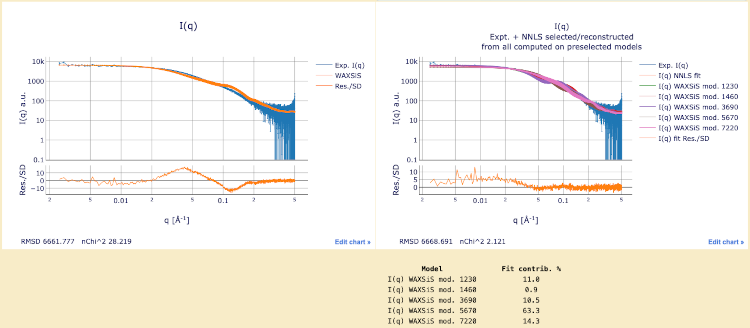 I(q)
10k
1000
100
10
1
0.1
I(q) a.u.
Exp. I(q)
WAXSiS
Res./SD
10
0
−10
Res./SD
2
5
0.01
2
5
0.1
2
5
q [Å⁻¹]
RMSD 6661.777 nChi^2 28.219
Edit chart »
I(q)
Expt. + NNLS selected/reconstructed
from all computed on preselected models
10k
1000
100
10
1
0.1
I(q) a.u.
Exp. I(q)
I(q) NNLS fit
I(q) WAXSiS mod. 1230
I(q) WAXSiS mod. 1460
I(q) WAXSiS mod. 3690
I(q) WAXSiS mod. 5670
I(q) WAXSiS mod. 7220
I(q) fit Res./SD
10
5
0
Res./SD
2
5
0.01
2
5
0.1
2
5
q [Å⁻¹]
RMSD 6668.691 nChi^2 2.121
Edit chart »
Model Fit contrib. %
I(q) WAXSiS mod. 1230 11.0
I(q) WAXSiS mod. 1460 0.9
I(q) WAXSiS mod. 3690 10.5
I(q) WAXSiS mod. 5670 63.3
I(q) WAXSiS mod. 7220 14.3